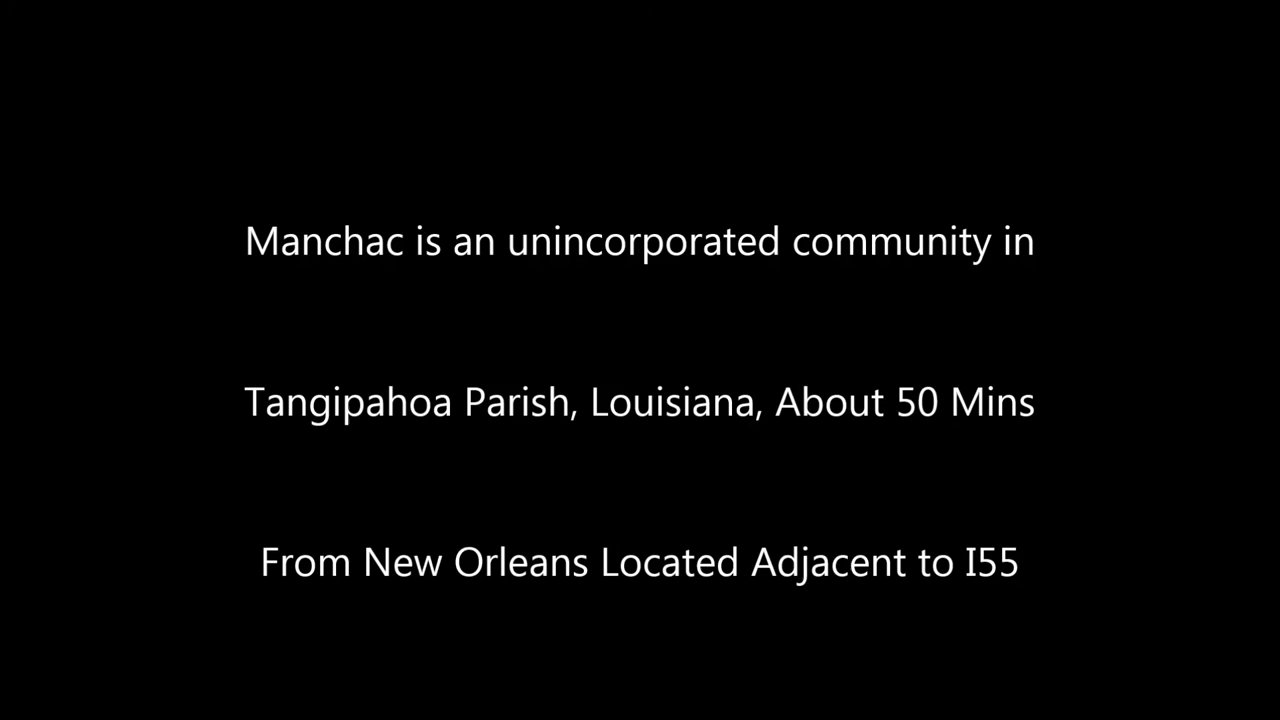 Manchac is an unincorporated community in
Tangipahoa Parish, Louisiana, About 50 Mins
From New Orleans Located Adjacent to I55